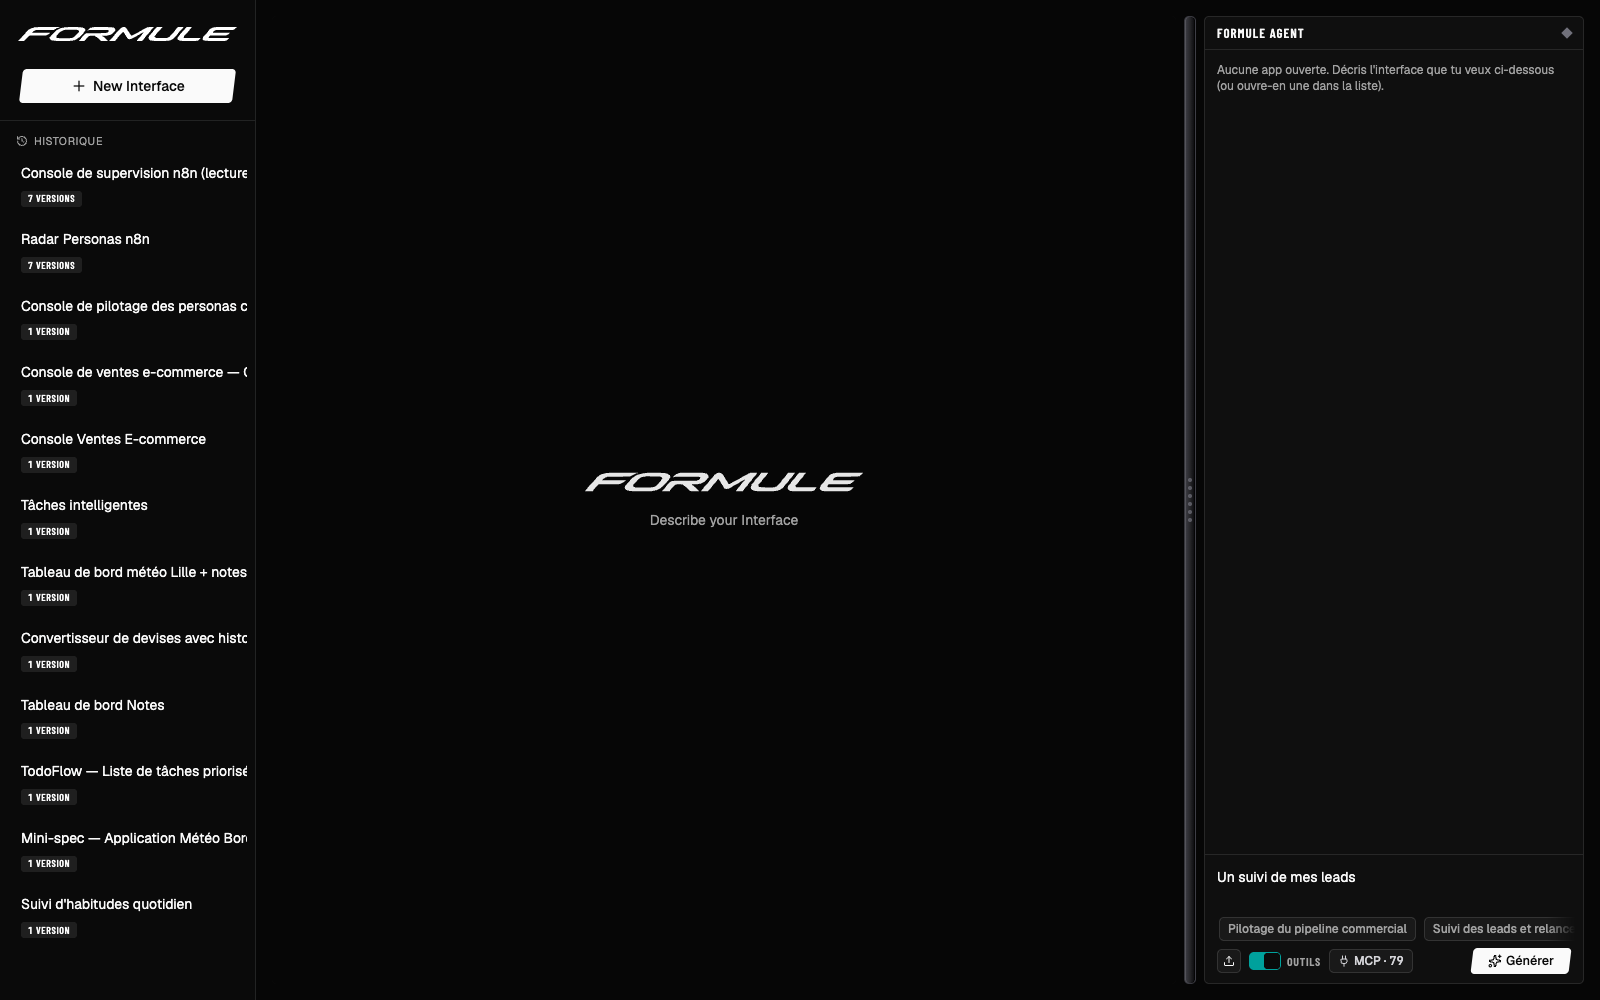 FORMULE
New Interface
HISTORIQUE
Console de supervision n8n (lecture
7 VERSIONS
Radar Personas n8n
7 VERSIONS
Console de pilotage des personas c
1 VERSION
Console de ventes e-commerce —
1 VERSION
Console Ventes E-commerce
1 VERSION
Tâches intelligentes
1 VERSION
Tableau de bord météo Lille + notes
1 VERSION
Convertisseur de devises avec histo
1 VERSION
Tableau de bord Notes
1 VERSION
TodoFlow — Liste de tâches priorisé
1 VERSION
Mini-spec — Application Météo Bor
1 VERSION
Suivi d'habitudes quotidien
1 VERSION
FORMULE
Describe your Interface
FORMULE AGENT
Aucune app ouverte. Décris l'interface que tu veux ci-dessous
(ou ouvre-en une dans la liste).
Un suivi de mes leads
Pilotage du pipeline commercial
Suivi des leads et relance
OUTILS
MCP · 79
Générer